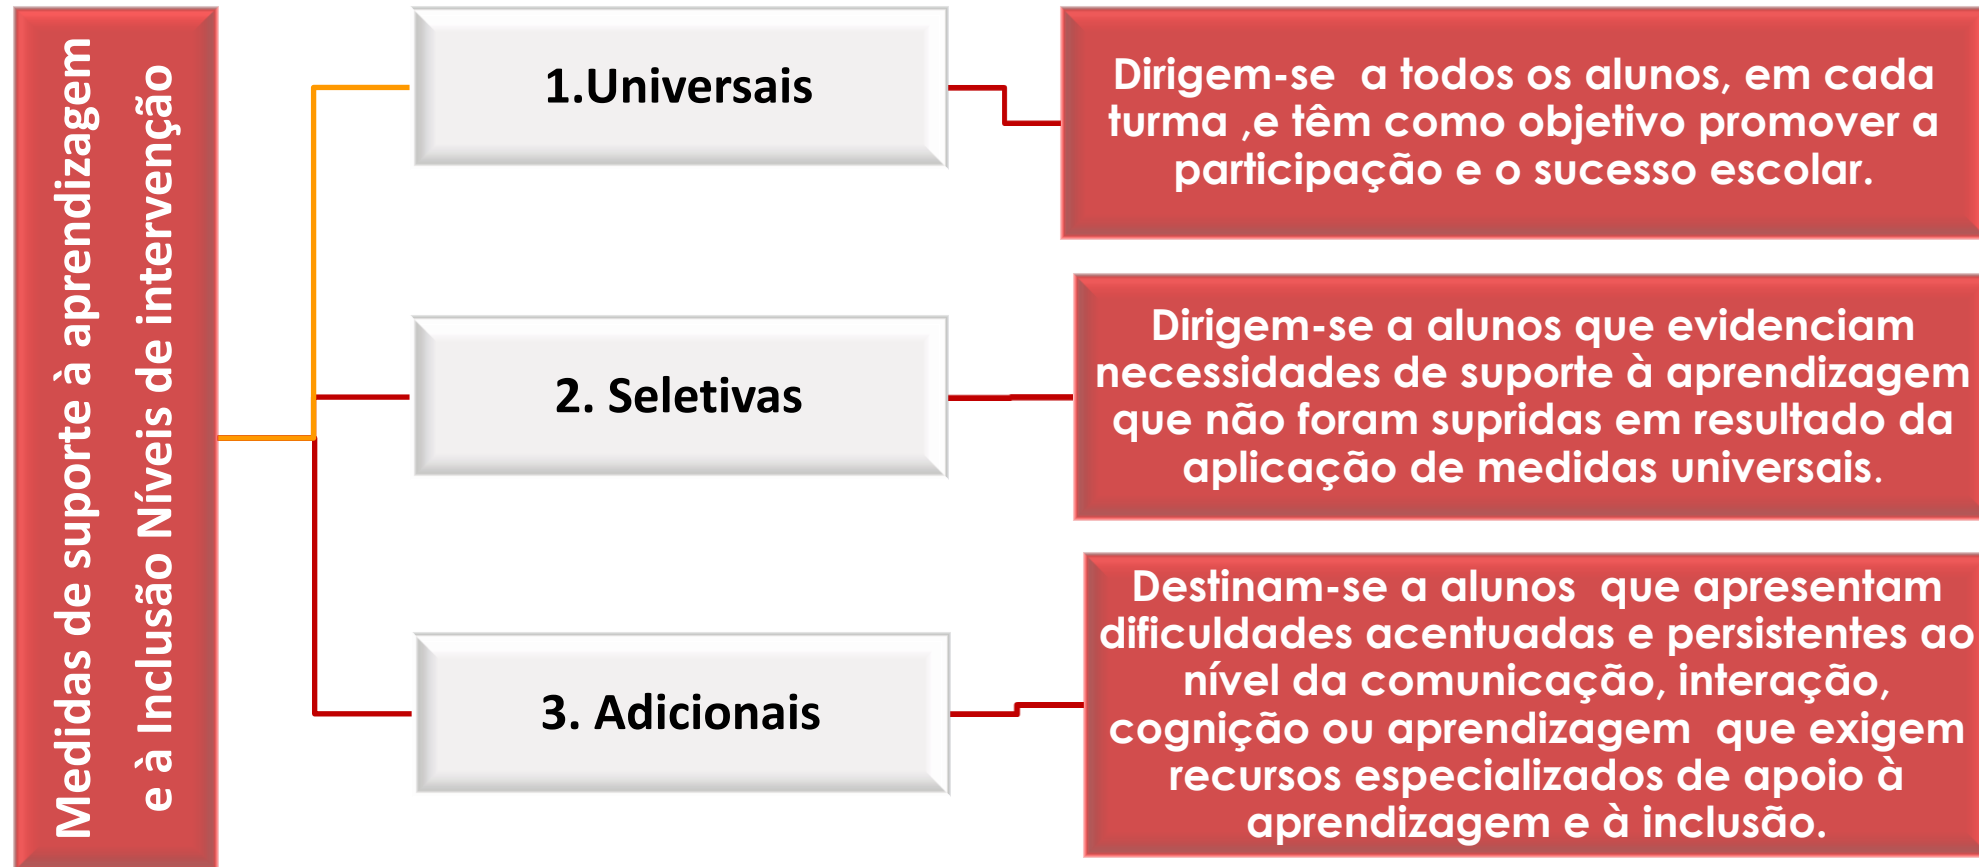 Medidas de suporte à aprendizagem
e à Inclusão Níveis de intervenção
1.Universais
Dirigem-se  a todos os alunos, em cada
turma ,e têm como objetivo promover a
participação e o sucesso escolar.
2. Seletivas
Dirigem-se a alunos que evidenciam
necessidades de suporte à aprendizagem
que não foram supridas em resultado da
aplicação de medidas universais.
3. Adicionais
Destinam-se a alunos  que apresentam
dificuldades acentuadas e persistentes ao
nível da comunicação, interação,
cognição ou aprendizagem  que exigem
recursos especializados de apoio à
aprendizagem e à inclusão.